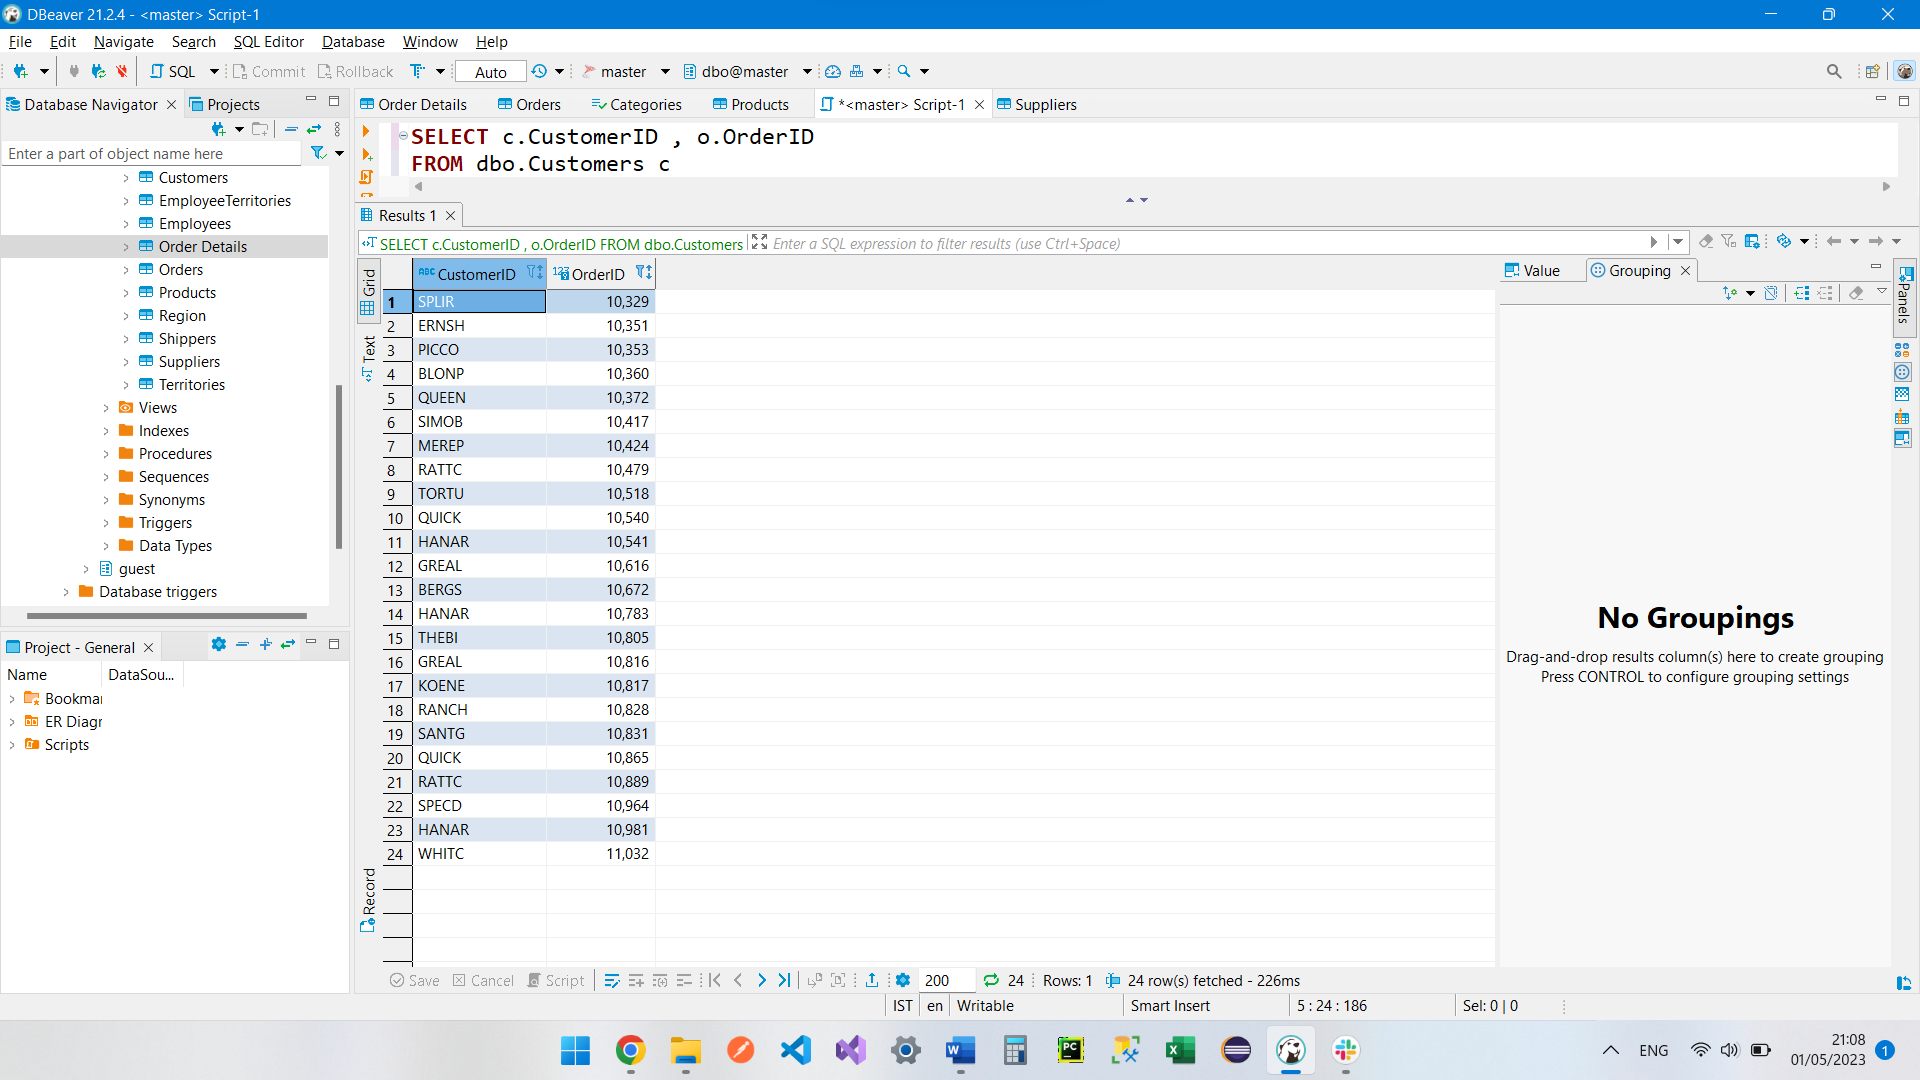 DBeaver 21.2.4 - <master> Script-1
File Edit Navigate Search SQL Editor Database Window Help
SQL Commit Rollback Auto master dbo@master
Database Navigator Projects
Enter a part of object name here
Customers
EmployeeTerritories
Employees
Order Details
Orders
Products
Region
Shippers
Suppliers
Territories
Views
Indexes
Procedures
Sequences
Synonyms
Triggers
Data Types
guest
Database triggers
Project - General
Name DataSou...
Bookmar
ER Diagr
Scripts
Order Details Orders Categories Products *<master> Script-1 Suppliers
SELECT c.CustomerID , o.OrderID
FROM dbo.Customers c
Results 1
SELECT c.CustomerID , o.OrderID FROM dbo.Customers Enter a SQL expression to filter results (use Ctrl+Space)
Grid
Text
Record
ABC CustomerID 123 OrderID
1 SPLIR 10,329
2 ERNSH 10,351
3 PICCO 10,353
4 BLONP 10,360
5 QUEEN 10,372
6 SIMOB 10,417
7 MEREP 10,424
8 RATTC 10,479
9 TORTU 10,518
10 QUICK 10,540
11 HANAR 10,541
12 GREAL 10,616
13 BERGS 10,672
14 HANAR 10,783
15 THEBI 10,805
16 GREAL 10,816
17 KOENE 10,817
18 RANCH 10,828
19 SANTG 10,831
20 QUICK 10,865
21 RATTC 10,889
22 SPECD 10,964
23 HANAR 10,981
24 WHITC 11,032
Value Grouping
Panels
No Groupings
Drag-and-drop results column(s) here to create grouping
Press CONTROL to configure grouping settings
Save Cancel Script 200 24 Rows: 1 24 row(s) fetched - 226ms
IST en Writable Smart Insert 5 : 24 : 186 Sel: 0 | 0
W PC X ENG 21:08 1
01/05/2023